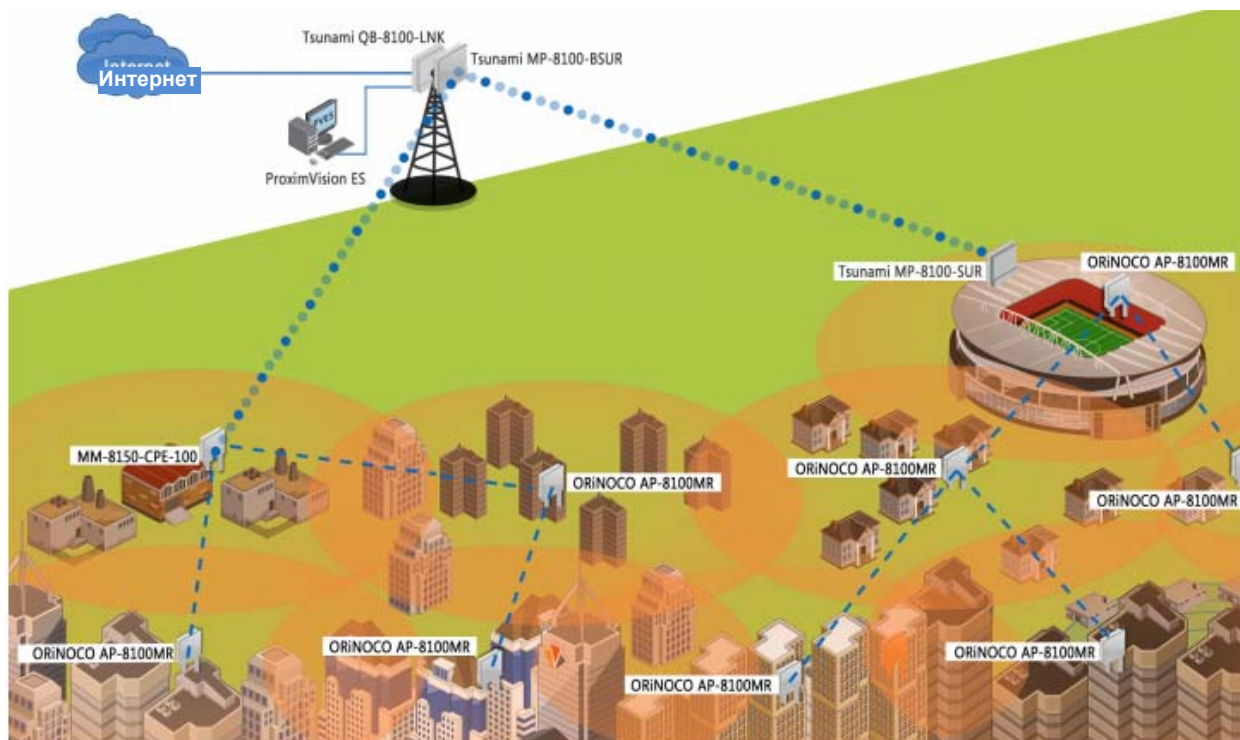 Tsunami QB-8100-LNK
Tsunami MP-8100-BSUR
Internet
Интернет
PVES
ProximVision ES
Tsunami MP-8100-SUR
ORiNOCO AP-8100MR
MM-8150-CPE-100
ORiNOCO AP-8100MR
ORiNOCO AP-8100MR
ORiNOCO AP-8100MR
ORiNOCO AP-8100MR
ORiNOCO AP-8100MR
ORiNOCO AP-8100MR
ORiNOCO AP-8100MR